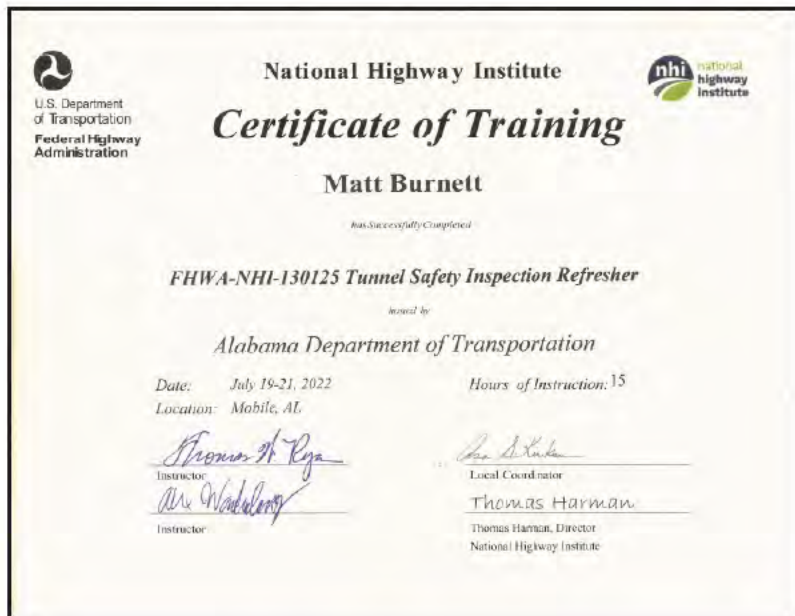 U.S. Department
of Transportation
Federal Highway
Administration
National Highway Institute
nhi national
highway
institute
Certificate of Training
Matt Burnett
has Successfully Completed
FHWA-NHI-130125 Tunnel Safety Inspection Refresher
hosted by
Alabama Department of Transportation
Date: July 19-21, 2022
Hours of Instruction: 15
Location: Mobile, AL
Thomas W Ryan
Instructor
Local Coordinator
Thomas Harman
Instructor
Thomas Harman, Director
National Highway Institute